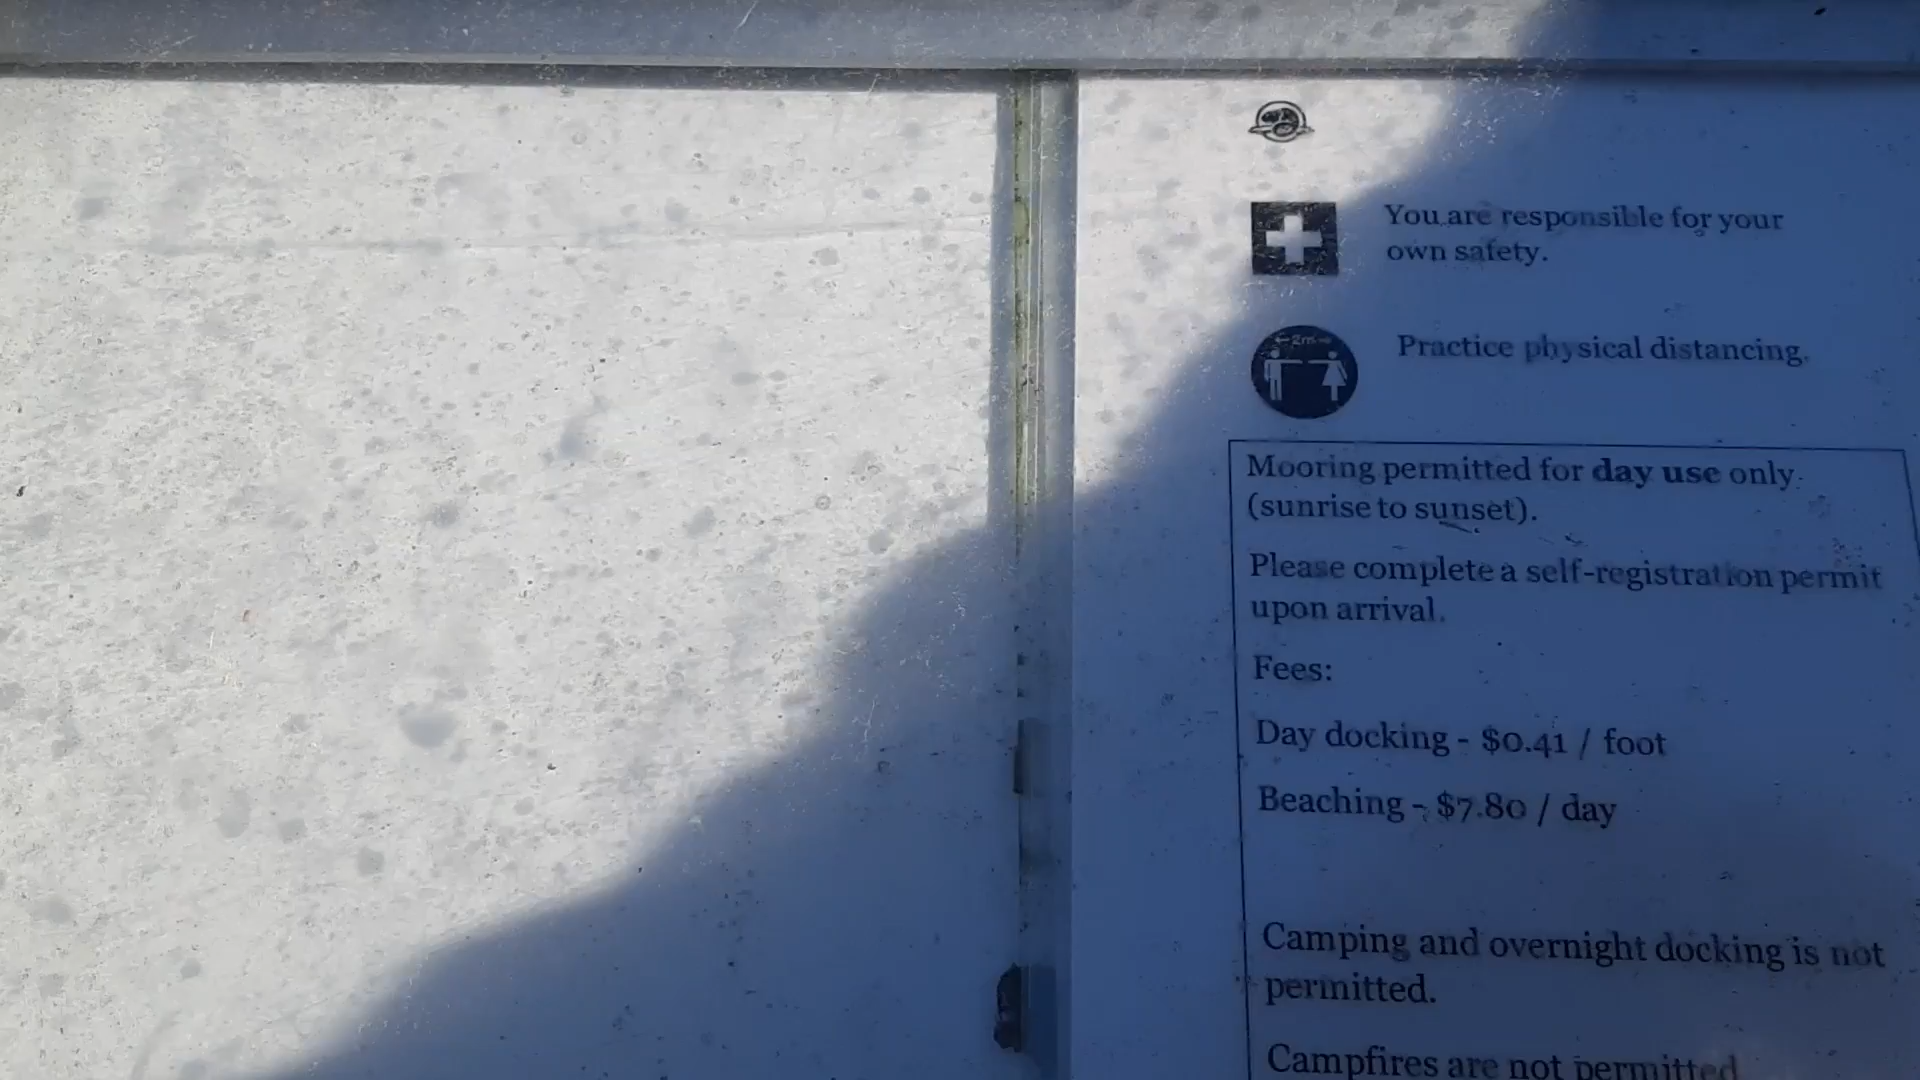 You are responsible for your
own safety.
2m
Practice physical distancing.
Mooring permitted for day use only
(sunrise to sunset).
Please complete a self-registration permit
upon arrival.
Fees:
Day docking - $0.41 / foot
Beaching - $7.80 / day
Camping and overnight docking is not
permitted.
Campfires are not permitted